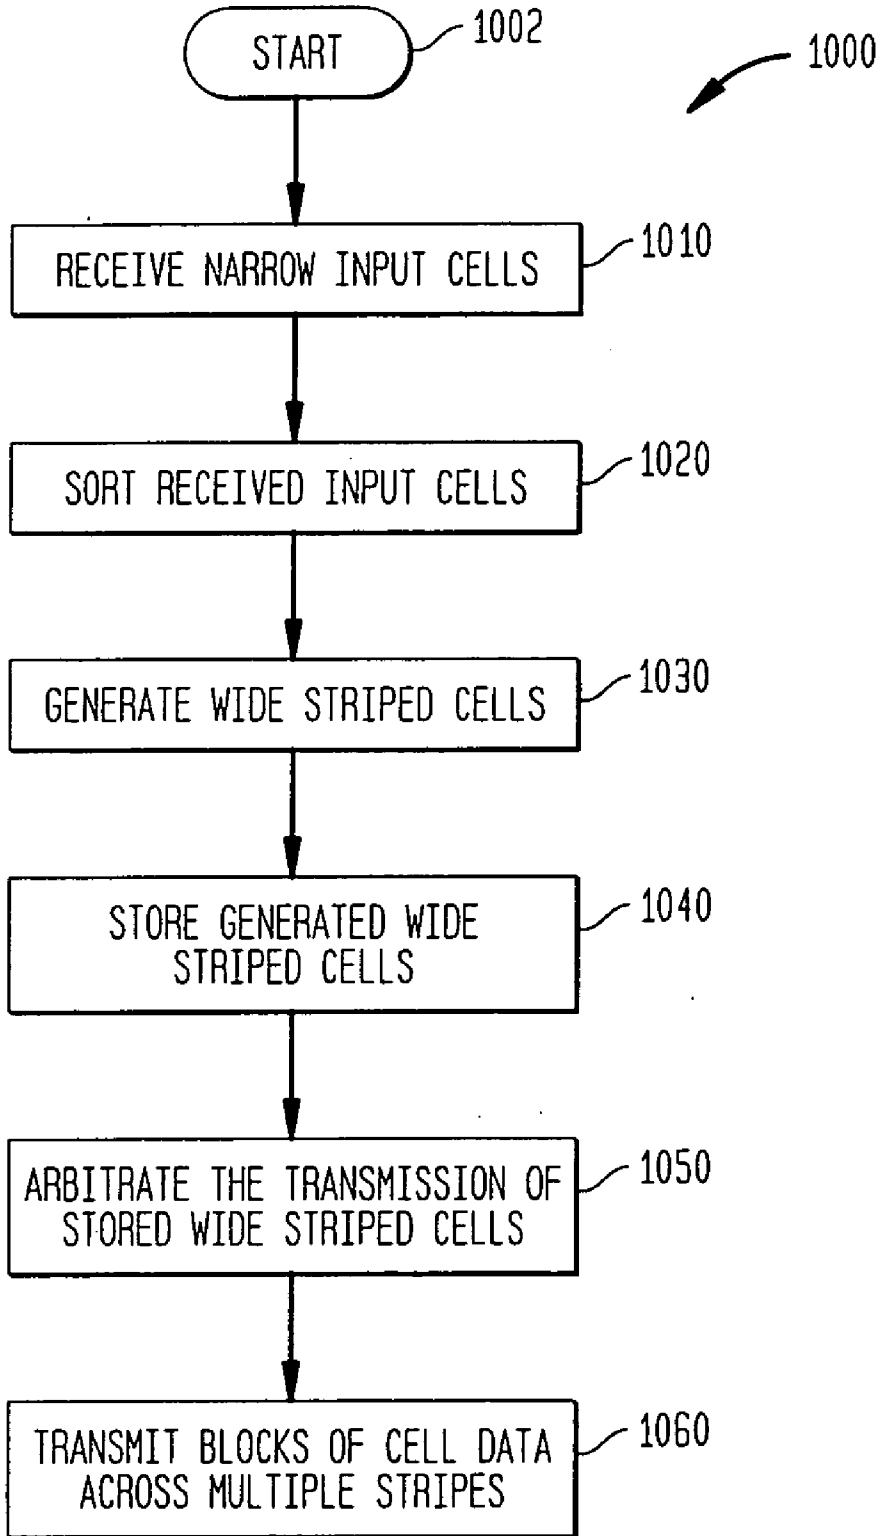 START
1002
1000
RECEIVE NARROW INPUT CELLS
1010
SORT RECEIVED INPUT CELLS
1020
GENERATE WIDE STRIPED CELLS
1030
STORE GENERATED WIDE
STRIPED CELLS
1040
ARBITRATE THE TRANSMISSION OF
STORED WIDE STRIPED CELLS
1050
TRANSMIT BLOCKS OF CELL DATA
ACROSS MULTIPLE STRIPES
1060